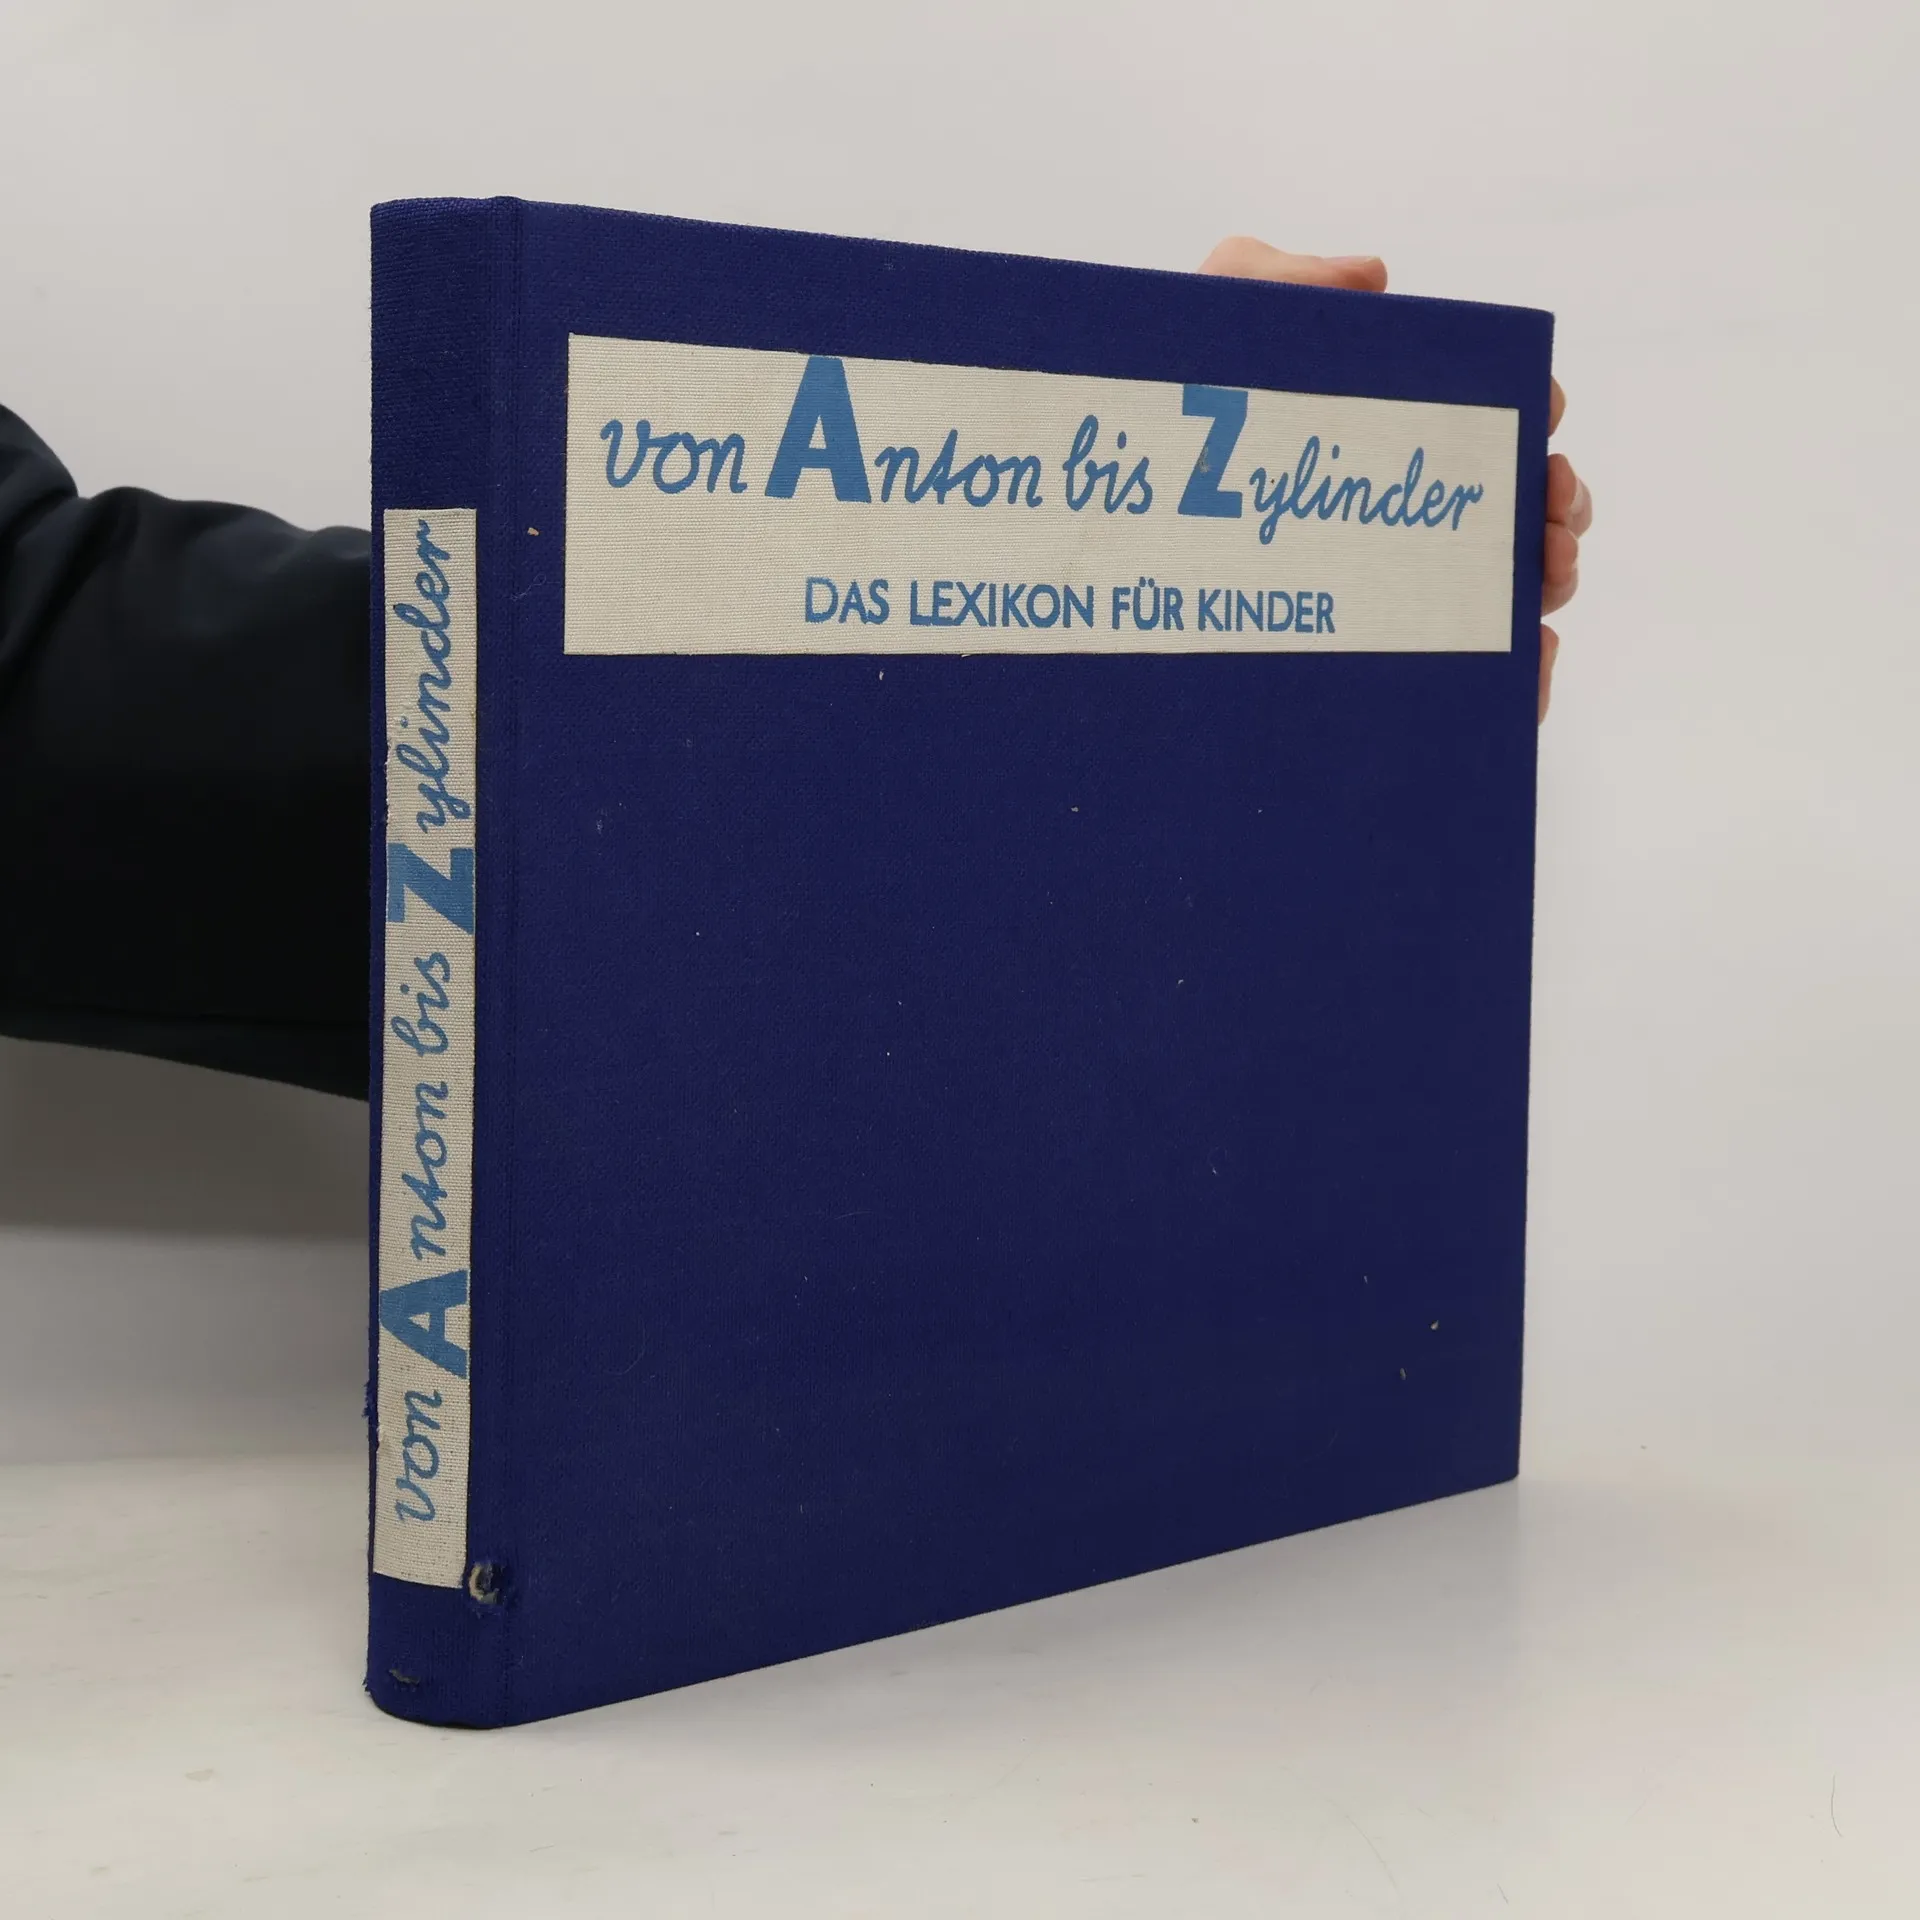 von Anton bis Zylinder
DAS LEXIKON FÜR KINDER
von Anton bis Zylinder